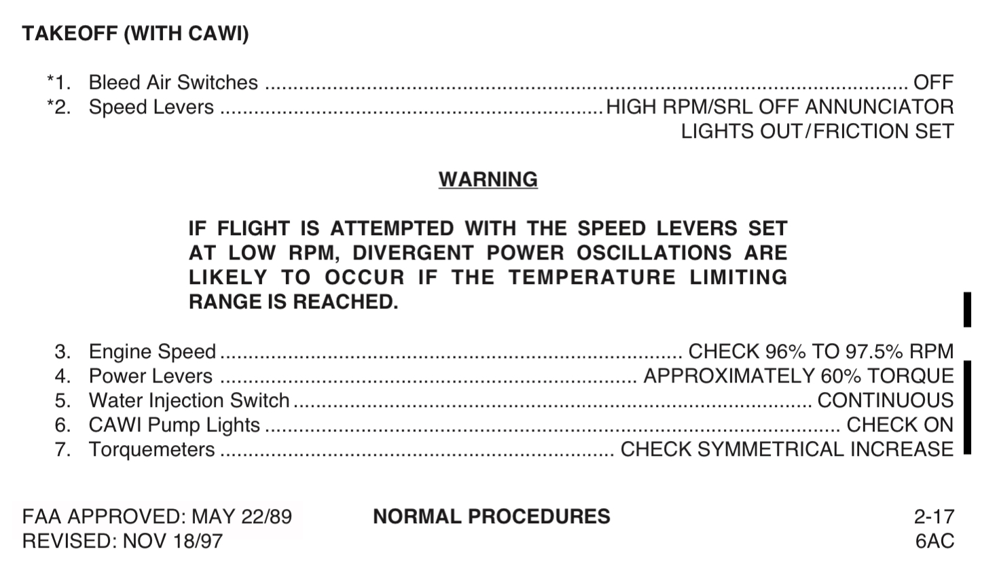 TAKEOFF (WITH CAWI)
*1. Bleed Air Switches ........................................ OFF
*2. Speed Levers ........................................ HIGH RPM/SRL OFF ANNUNCIATOR
LIGHTS OUT/FRICTION SET
WARNING
IF FLIGHT IS ATTEMPTED WITH THE SPEED LEVERS SET
AT LOW RPM, DIVERGENT POWER OSCILLATIONS ARE
LIKELY TO OCCUR IF THE TEMPERATURE LIMITING
RANGE IS REACHED.
3. Engine Speed ........................................ CHECK 96% TO 97.5% RPM
4. Power Levers ........................................ APPROXIMATELY 60% TORQUE
5. Water Injection Switch ........................................ CONTINUOUS
6. CAWI Pump Lights ........................................ CHECK ON
7. Torquemeters ........................................ CHECK SYMMETRICAL INCREASE
FAA APPROVED: MAY 22/89 NORMAL PROCEDURES 2-17
REVISED: NOV 18/97 6AC